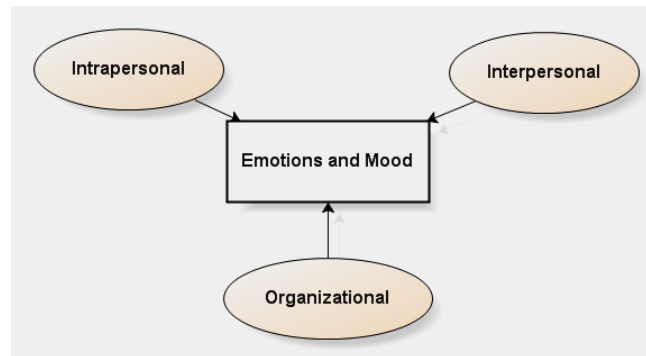 Intrapersonal
Interpersonal
Emotions and Mood
Organizational